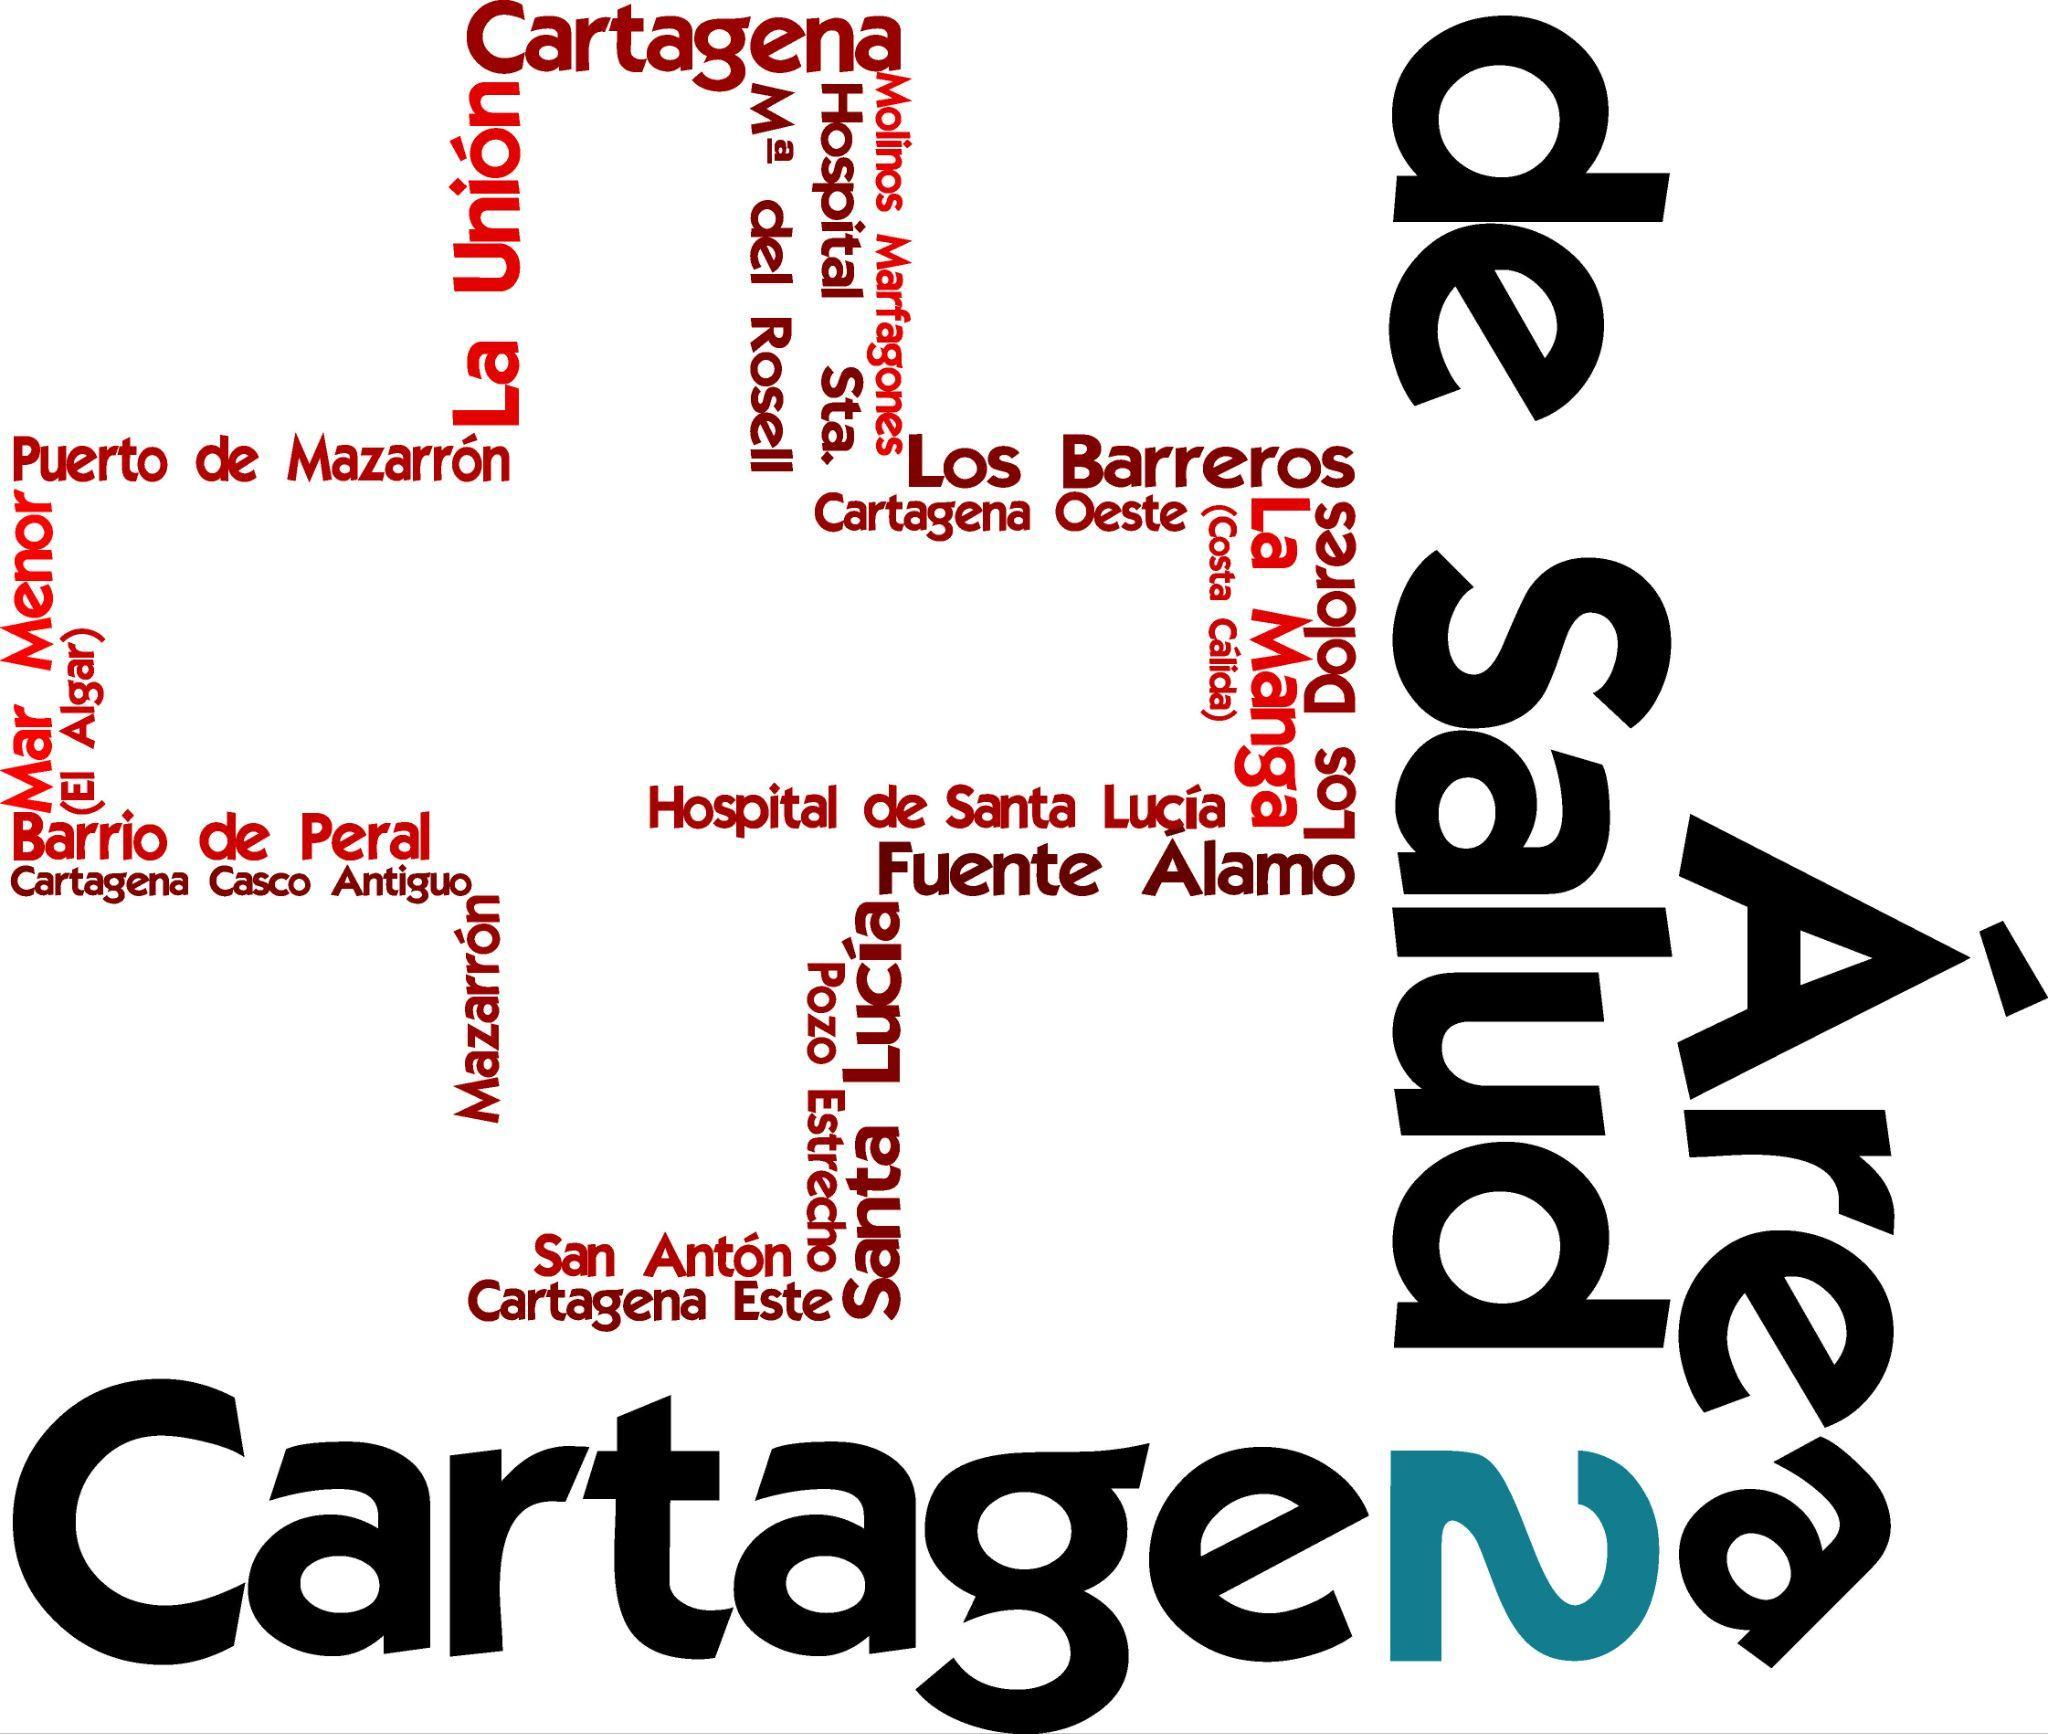 Cartagena
La Unión
Mª del Rosell
Hospital Sta.
Molinos Marfagones
Puerto de Mazarrón
Los Barreros
Cartagena Oeste
Mar Menor
(El Algar)
(Costa Cálida)
La Manga
Los Dolores
Barrio de Peral
Cartagena Casco Antiguo
Hospital de Santa Lucía
Fuente Álamo
Mazarrón
Pozo Estrecho
Santa Lucía
San Antón
Cartagena Este
Área
de Salud
2
Cartagena